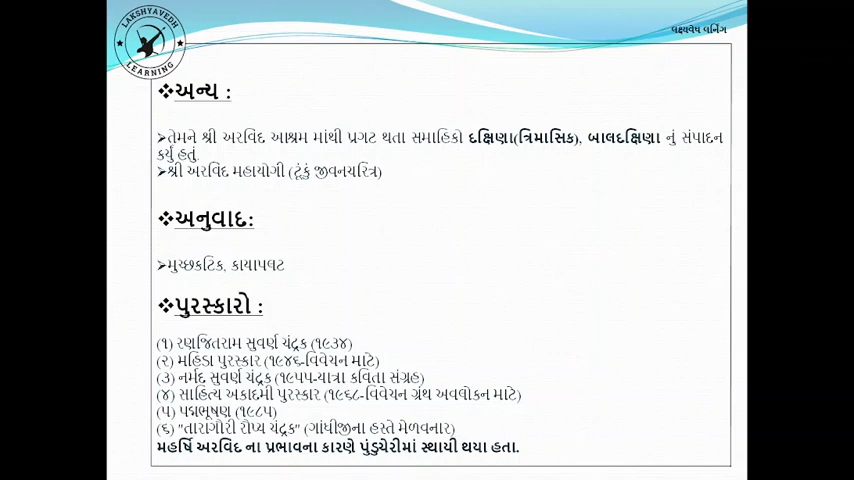 LAKSHYAVEDH
LEARNING
લક્ષ્યવેધ લર્નિંગ
❖અન્ય :
➢તેમને શ્રી અરવિંદ આશ્રમ માંથી પ્રગટ થતા સમાહિકો દક્ષિણા(ત્રિમાસિક), બાલદક્ષિણા નું સંપાદન
કર્યું હતું.
➢શ્રી અરવિંદ મહાયોગી (ટૂંકું જીવનચરિત્ર)
❖અનુવાદ:
➢મુચ્છકટિક, કાયાપલટ
❖પુરસ્કારો :
(૧) રણજિતરામ સુવર્ણ ચંદ્રક (૧૯૩૪)
(૨) મહિડા પુરસ્કાર (૧૯૪૬-વિવેચન માટે)
(૩) નર્મદ સુવર્ણ ચંદ્રક (૧૯૫૫-યાત્રા કવિતા સંગ્રહ)
(૪) સાહિત્ય અકાદમી પુરસ્કાર (૧૯૬૮-વિવેચન ગ્રંથ અવલોકન માટે)
(૫) પદ્મભૂષણ (૧૯૮૫)
(૬) "તારાગૌરી રૌપ્ય ચંદ્રક" (ગાંધીજીના હસ્તે મેળવનાર)
મહર્ષિ અરવિંદ ના પ્રભાવના કારણે પુંડુચેરીમાં સ્થાયી થયા હતા.